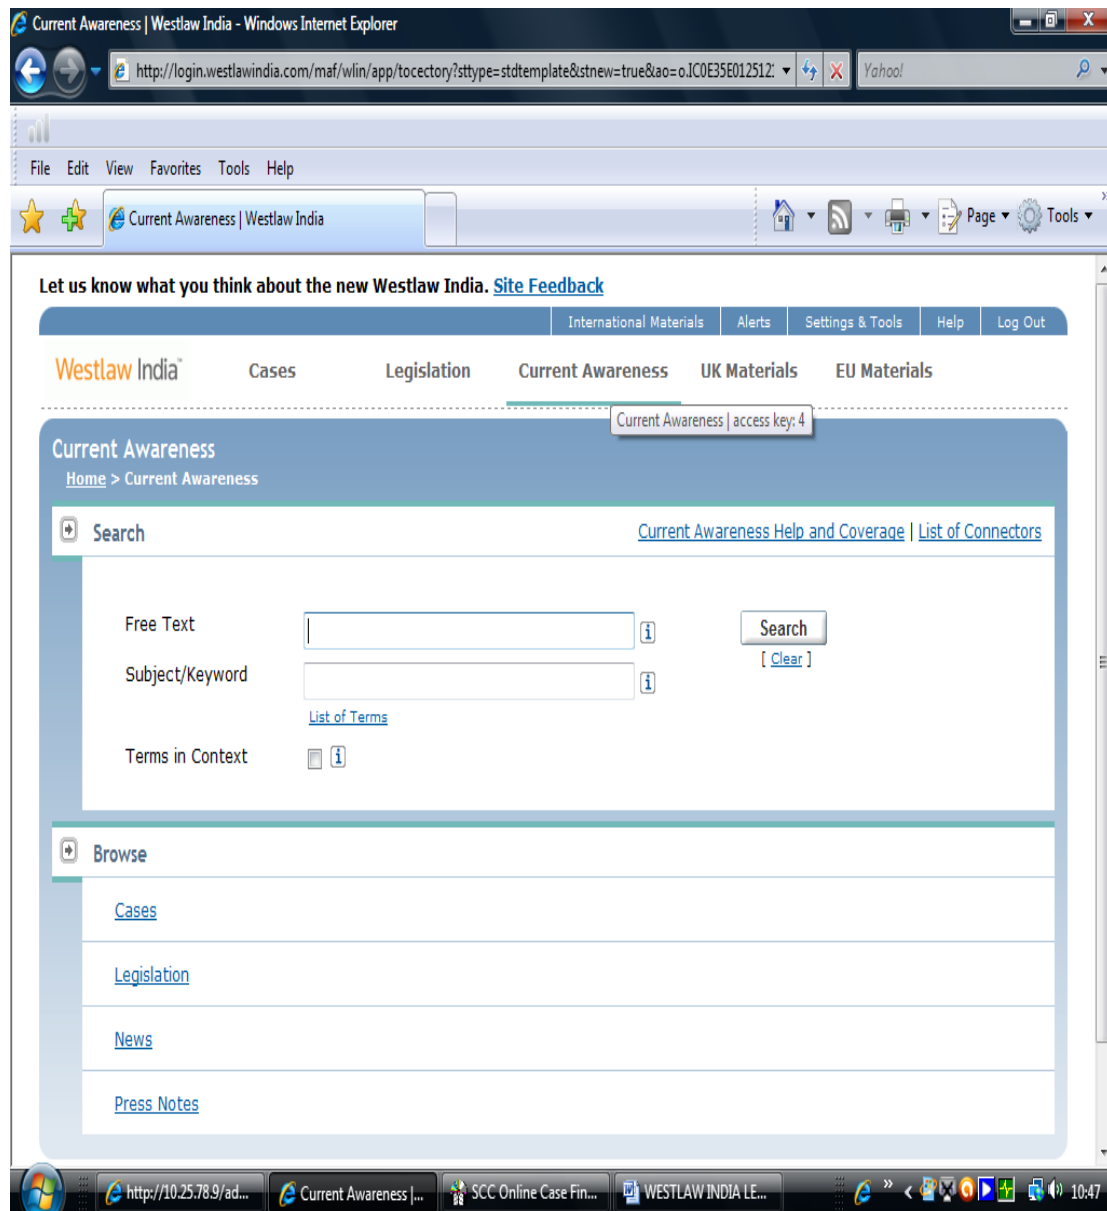 Current Awareness | Westlaw India - Windows Internet Explorer
http://login.westlawindia.com/maf/wlin/app/tocectory?sttype=stdtemplate&stnew=true&ao=o.IC0E35E0125121
Yahoo!
File Edit View Favorites Tools Help
Current Awareness | Westlaw India
Page Tools
Let us know what you think about the new Westlaw India. Site Feedback
International Materials Alerts Settings & Tools Help Log Out
Westlaw India™ Cases Legislation Current Awareness UK Materials EU Materials
Current Awareness | access key: 4
Current Awareness
Home > Current Awareness
Search Current Awareness Help and Coverage | List of Connectors
Free Text Search
[ Clear ]
Subject/Keyword
List of Terms
Terms in Context
Browse
Cases
Legislation
News
Press Notes
http://10.25.78.9/ad... Current Awareness |... SCC Online Case Fin... WESTLAW INDIA LE... 10:47